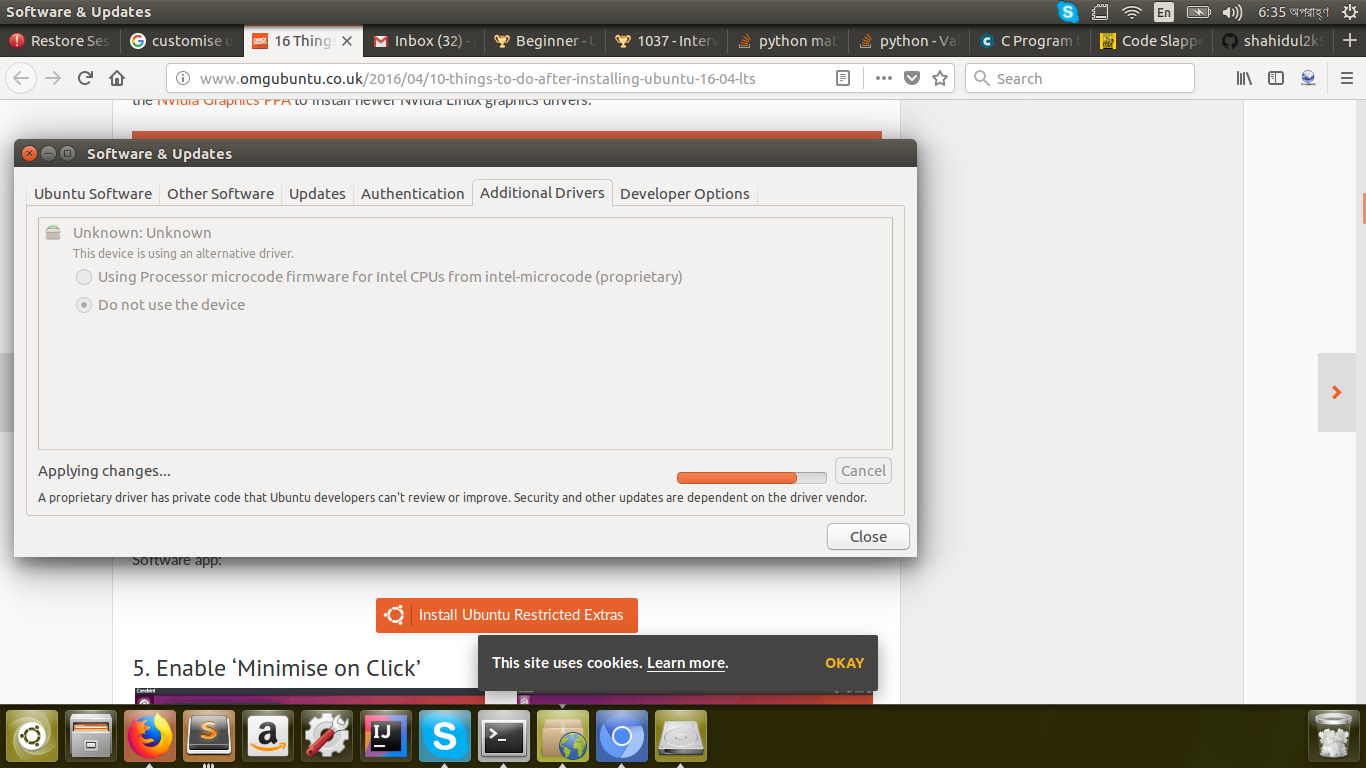 Software & Updates
En
6:35 অপরাহ্ণ
Restore Ses
customise u
16 Things
Inbox (32) -
Beginner - U
1037 - Interv
python mat
python - Val
C Program
Code Slappe
shahidul2k9
www.omgubuntu.co.uk/2016/04/10-things-to-do-after-installing-ubuntu-16-04-lts
Search
the Nvidia Graphics PPA to install newer Nvidia Linux graphics drivers.
Software & Updates
Ubuntu Software
Other Software
Updates
Authentication
Additional Drivers
Developer Options
Unknown: Unknown
This device is using an alternative driver.
Using Processor microcode firmware for Intel CPUs from intel-microcode (proprietary)
Do not use the device
Applying changes...
Cancel
A proprietary driver has private code that Ubuntu developers can't review or improve. Security and other updates are dependent on the driver vendor.
Close
Software app:
Install Ubuntu Restricted Extras
5. Enable ‘Minimise on Click’
This site uses cookies. Learn more.
OKAY
Corebird